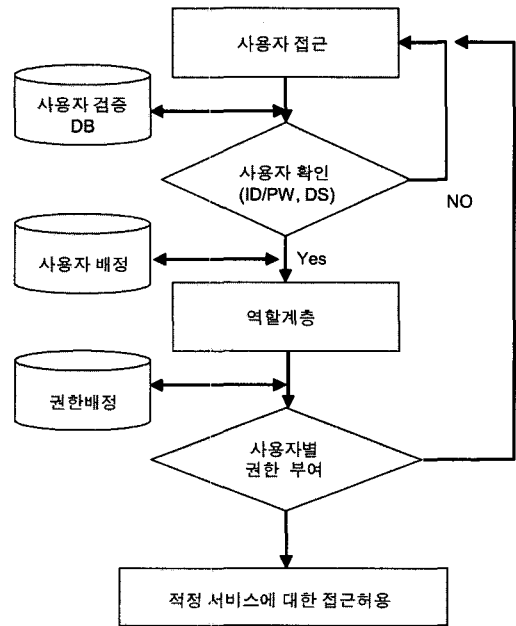 사용자 접근
사용자 검증
DB
사용자 확인
(ID/PW, DS)
NO
사용자 배정
Yes
역할계층
권한배정
사용자별
권한 부여
적정 서비스에 대한 접근허용